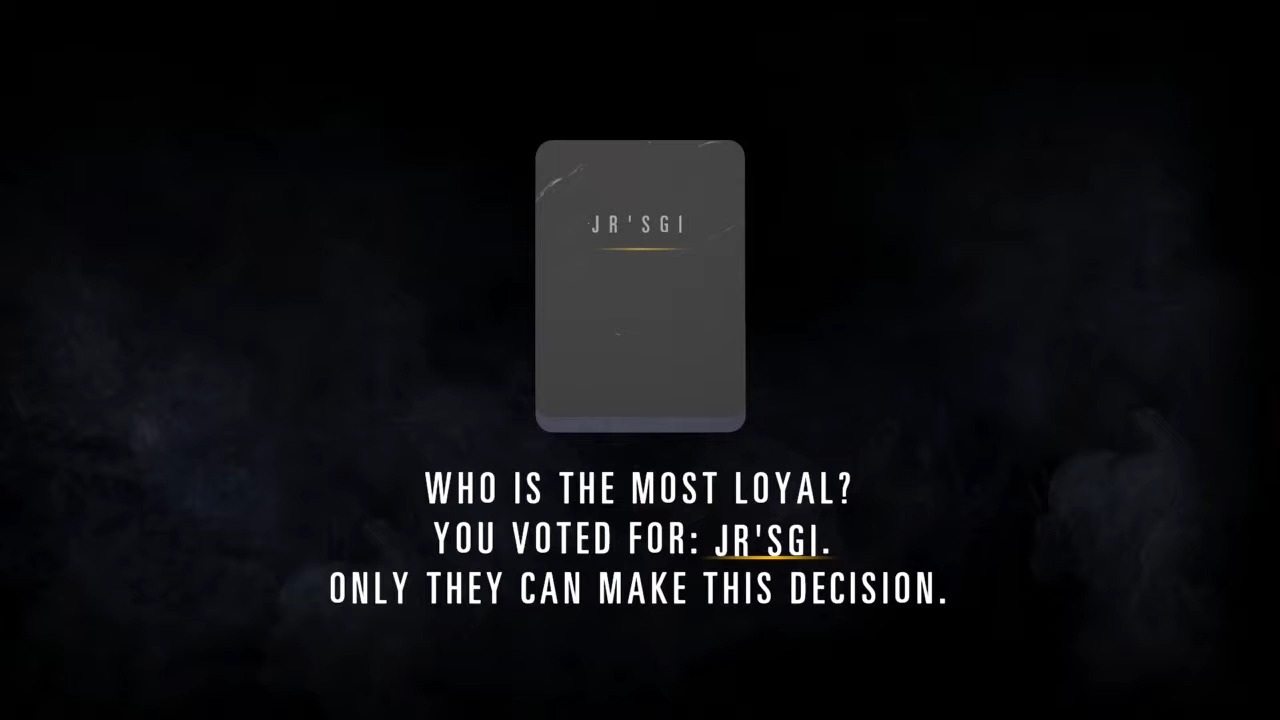 JR'SGI
WHO IS THE MOST LOYAL?
YOU VOTED FOR: JR'SGI.
ONLY THEY CAN MAKE THIS DECISION.